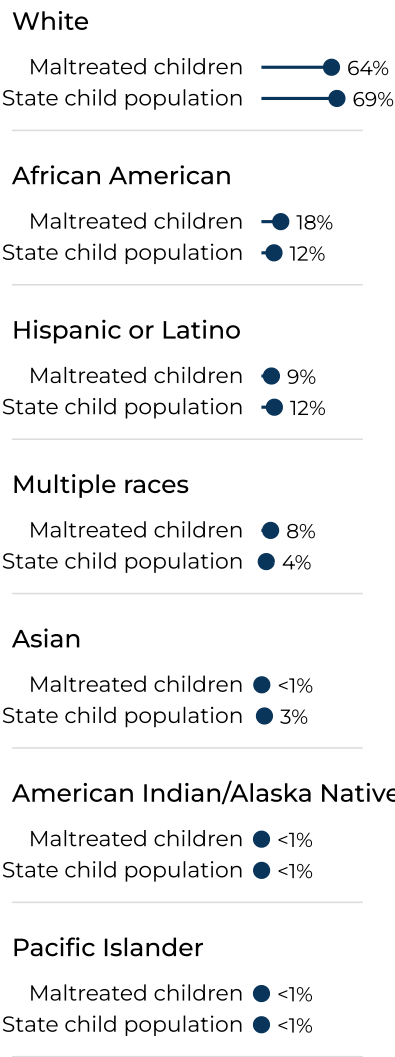 White
Maltreated children 64%
State child population 69%
African American
Maltreated children 18%
State child population 12%
Hispanic or Latino
Maltreated children 9%
State child population 12%
Multiple races
Maltreated children 8%
State child population 4%
Asian
Maltreated children <1%
State child population 3%
American Indian/Alaska Native
Maltreated children <1%
State child population <1%
Pacific Islander
Maltreated children <1%
State child population <1%